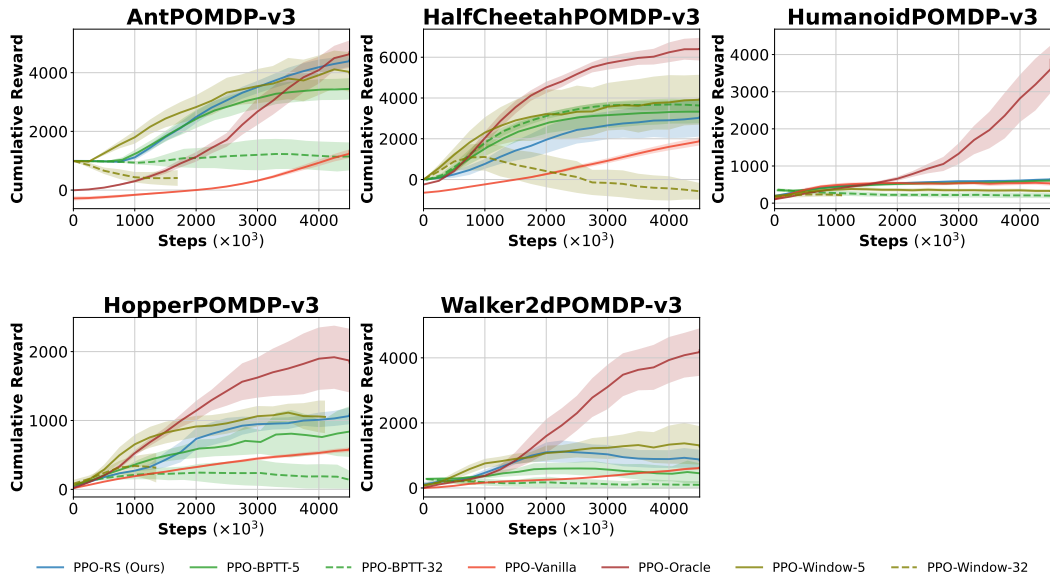 AntPOMDP-v3
HalfCheetahPOMDP-v3
HumanoidPOMDP-v3
Cumulative Reward
4000
2000
0
0 1000 2000 3000 4000
Steps (×10³)
Cumulative Reward
6000
4000
2000
0
0 1000 2000 3000 4000
Steps (×10³)
Cumulative Reward
4000
3000
2000
1000
0
0 1000 2000 3000 4000
Steps (×10³)
HopperPOMDP-v3
Walker2dPOMDP-v3
Cumulative Reward
2000
1000
0
0 1000 2000 3000 4000
Steps (×10³)
Cumulative Reward
4000
2000
0
0 1000 2000 3000 4000
Steps (×10³)
PPO-RS (Ours) PPO-BPTT-5 PPO-BPTT-32 PPO-Vanilla PPO-Oracle PPO-Window-5 PPO-Window-32